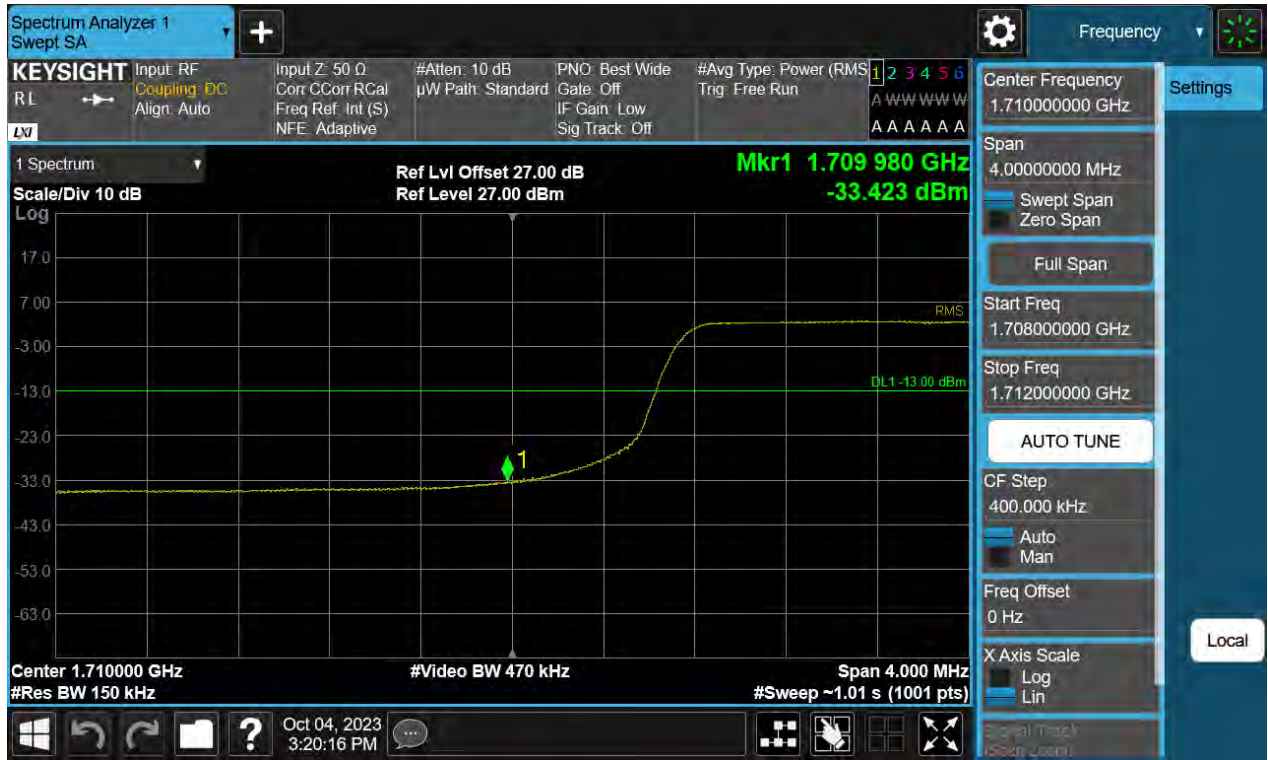 Spectrum Analyzer 1
Swept SA
+
Frequency
KEYSIGHT
RL
LXI
Input: RF
Coupling: DC
Align: Auto
Input Z: 50 Ω
Corr CCorr RCal
Freq Ref: Int (S)
NFE: Adaptive
#Atten: 10 dB
µW Path: Standard
PNO: Best Wide
Gate: Off
IF Gain: Low
Sig Track: Off
#Avg Type: Power (RMS
Trig: Free Run
1 2 3 4 5 6
A W W W W W
A A A A A A
1 Spectrum
Scale/Div 10 dB
Log
Ref Lvl Offset 27.00 dB
Ref Level 27.00 dBm
Mkr1 1.709 980 GHz
-33.423 dBm
17.0
7.00
RMS
-3.00
DL1 -13.00 dBm
-13.0
-23.0
1
-33.0
-43.0
-53.0
-63.0
Center 1.710000 GHz
#Video BW 470 kHz
Span 4.000 MHz
#Res BW 150 kHz
#Sweep ~1.01 s (1001 pts)
Oct 04, 2023
3:20:16 PM
?
Center Frequency
1.710000000 GHz
Settings
Span
4.00000000 MHz
Swept Span
Zero Span
Full Span
Start Freq
1.708000000 GHz
Stop Freq
1.712000000 GHz
AUTO TUNE
CF Step
400.000 kHz
Auto
Man
Freq Offset
0 Hz
X Axis Scale
Log
Lin
Local
Signal Track
(Span Zoom)